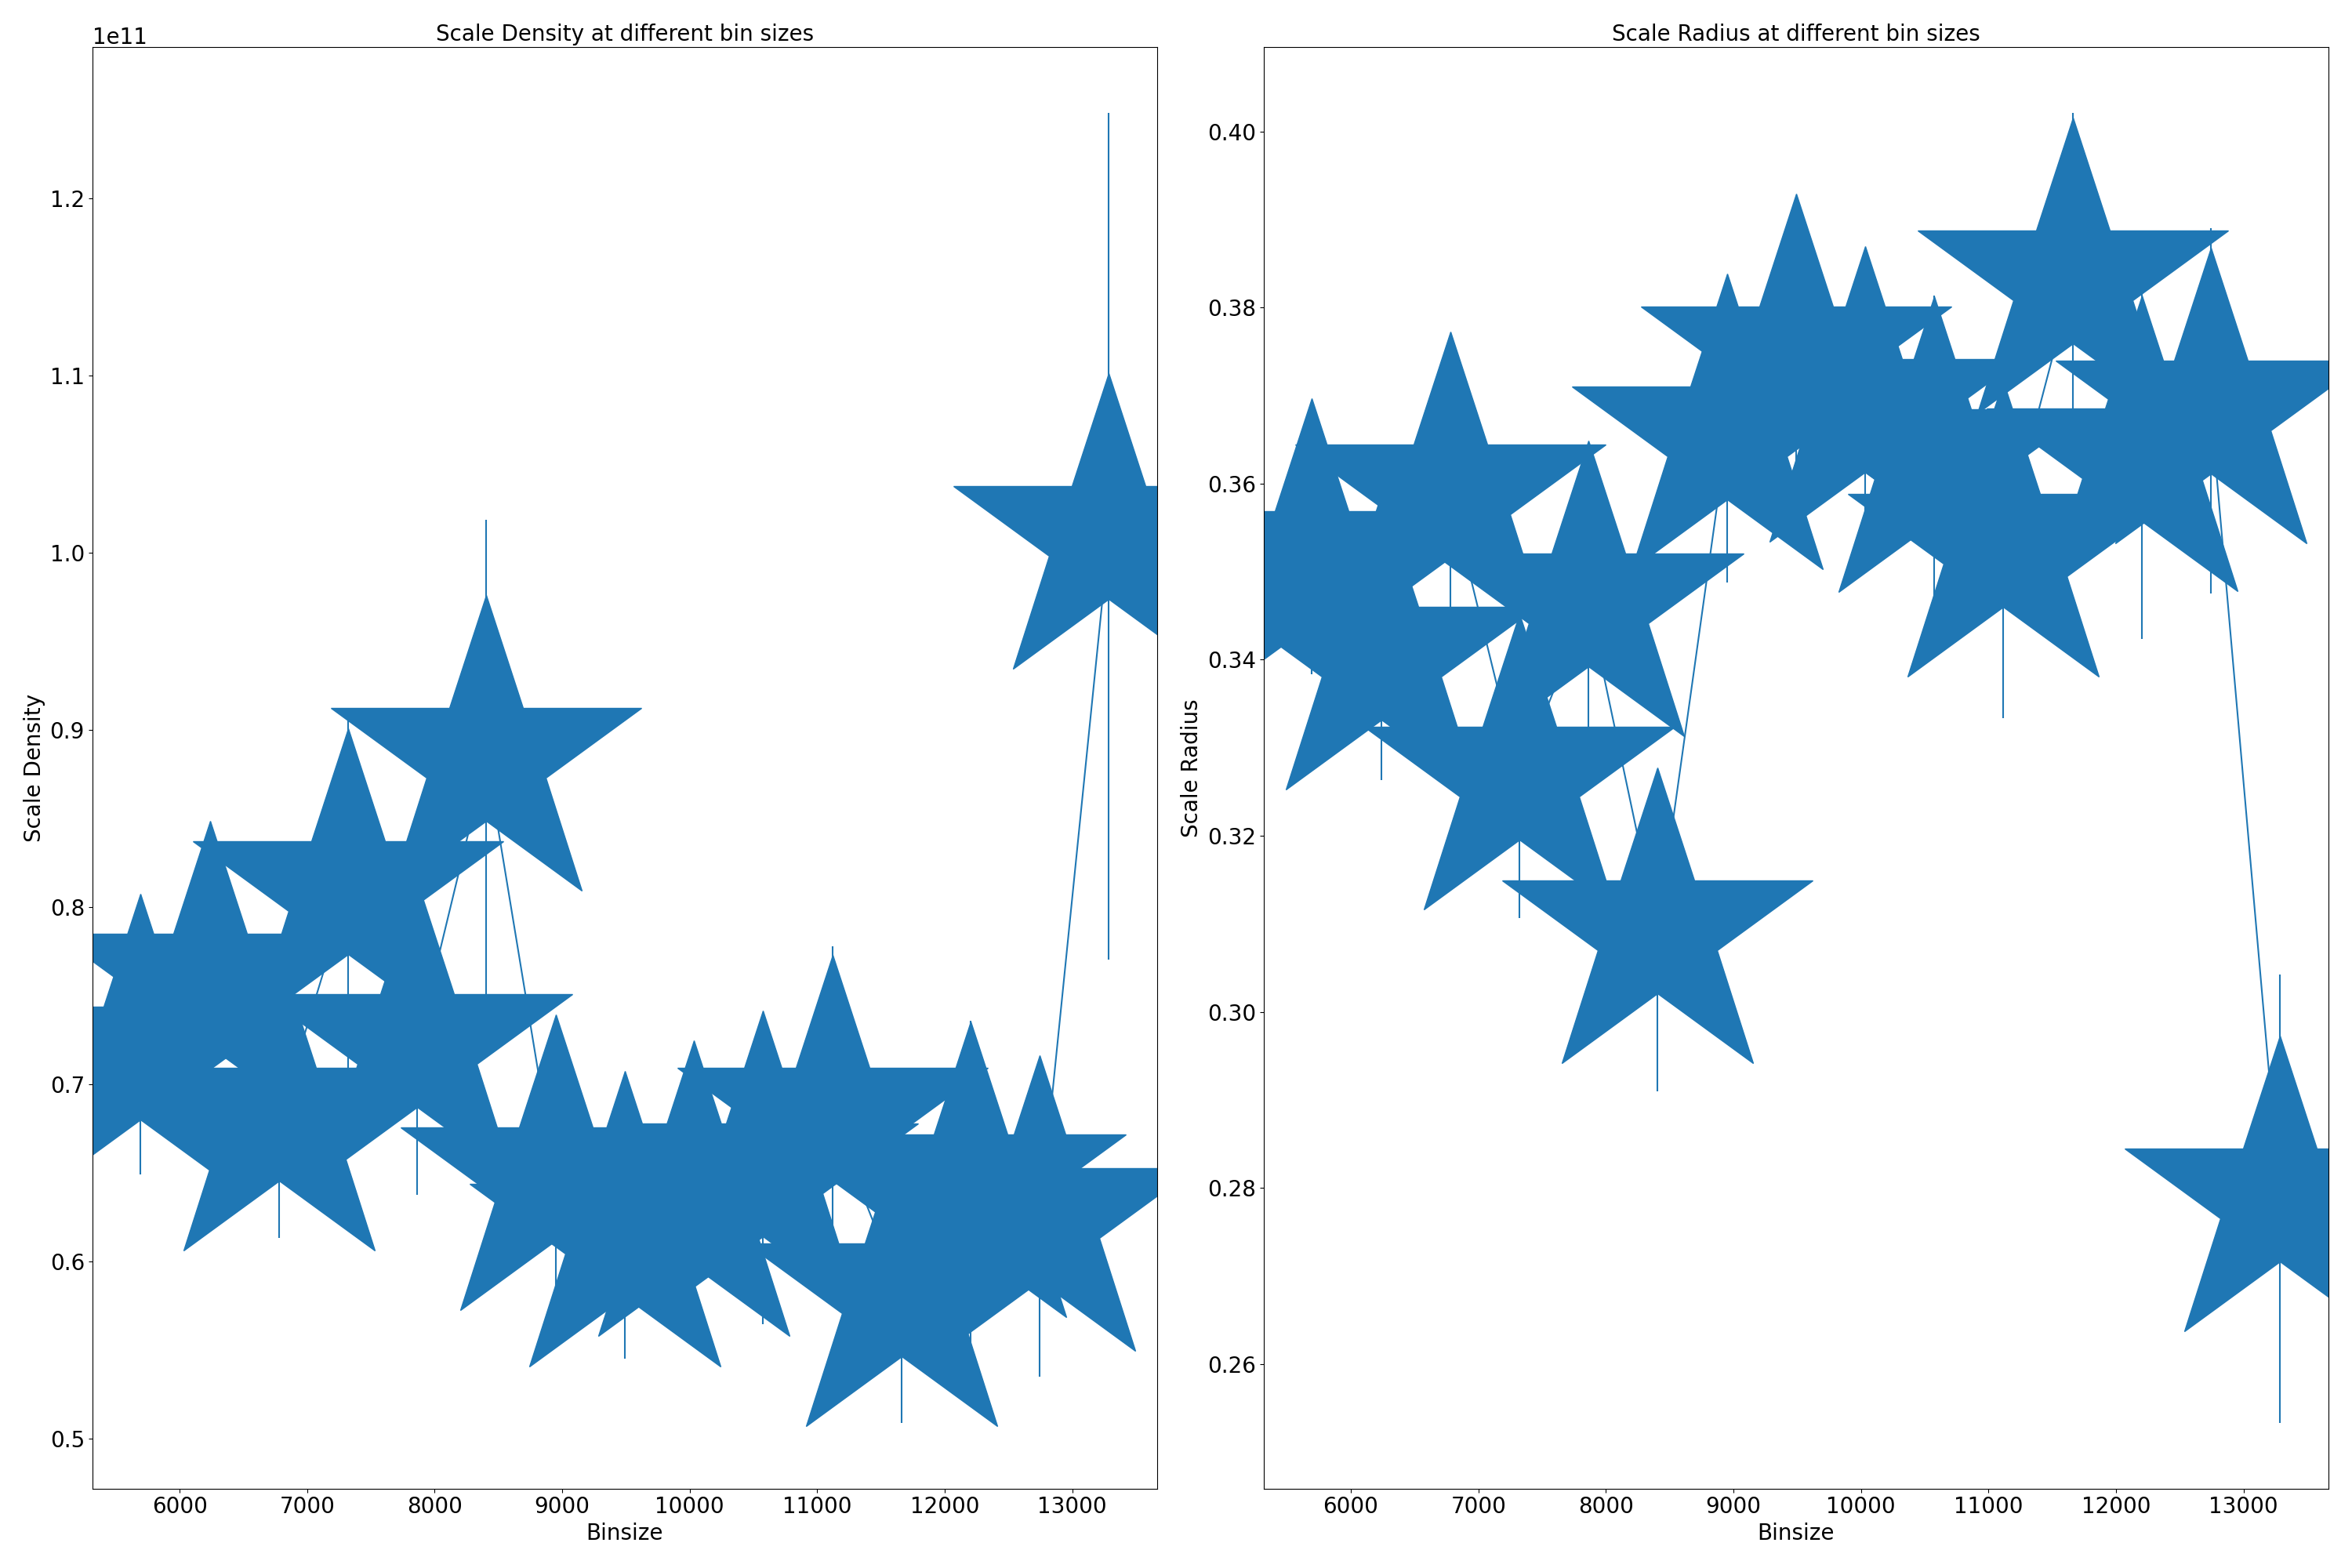 Scale Density at different bin sizes
1e11
1.2
1.1
1.0
0.9
0.8
0.7
0.6
0.5
Scale Density
6000 7000 8000 9000 10000 11000 12000 13000
Binsize
Scale Radius at different bin sizes
0.40
0.38
0.36
0.34
0.32
0.30
0.28
0.26
Scale Radius
6000 7000 8000 9000 10000 11000 12000 13000
Binsize